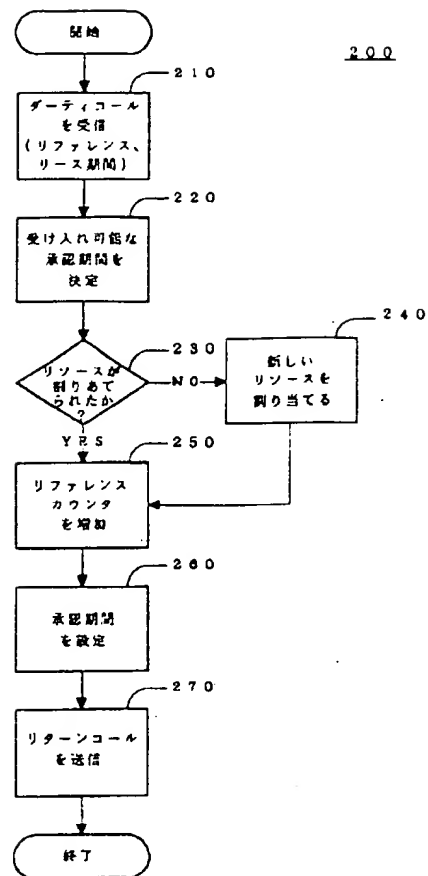 開始
200
210
ダーティコール
を受信
(リファレンス、
リース期間)
220
受け入れ可能な
承認期間を
決定
230
リソースが
割りあて
られたか
?
NO
240
新しい
リソースを
割り当てる
YES
250
リファレンス
カウンタ
を増加
260
承認期間
を設定
270
リターンコール
を送信
終了